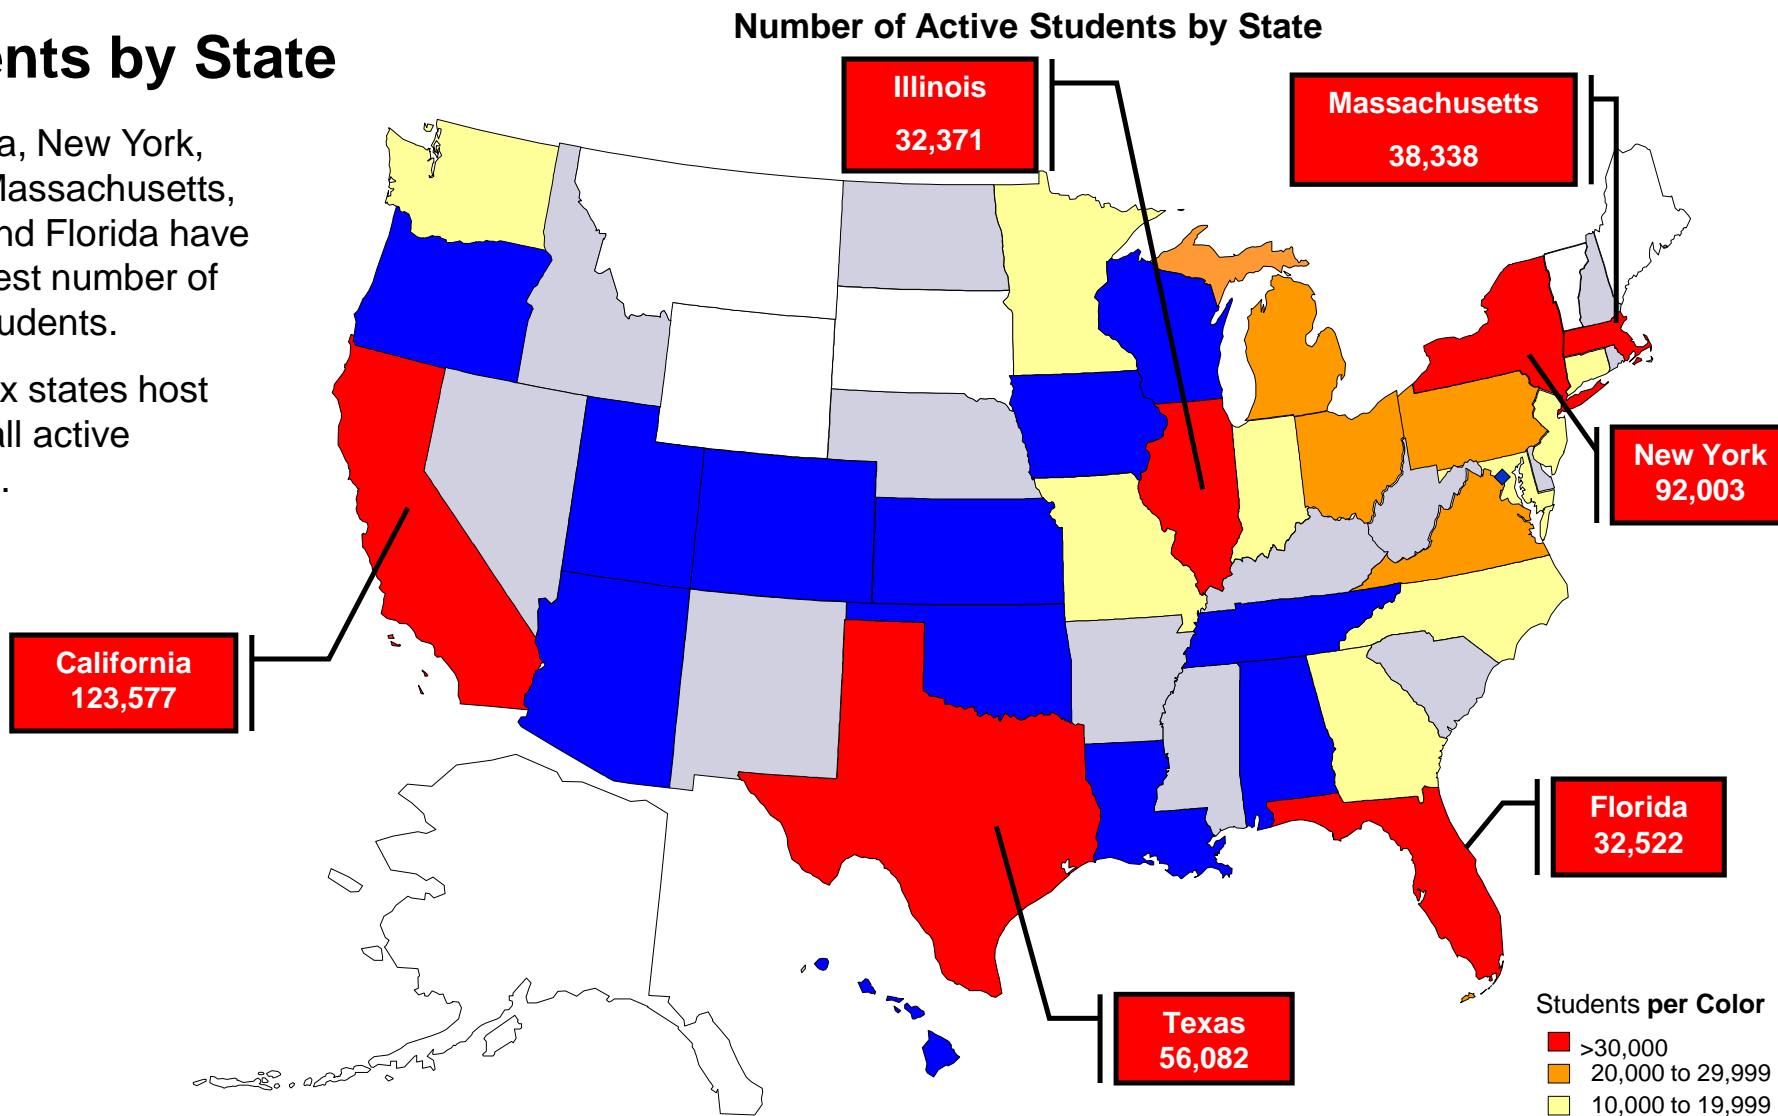 ents by State
a, New York,
Massachusetts,
nd Florida have
est number of
udents.
x states host
all active
.
Number of Active Students by State
Illinois
32,371
Massachusetts
38,338
New York
92,003
California
123,577
Florida
32,522
Texas
56,082
Students per Color
>30,000
20,000 to 29,999
10,000 to 19,999